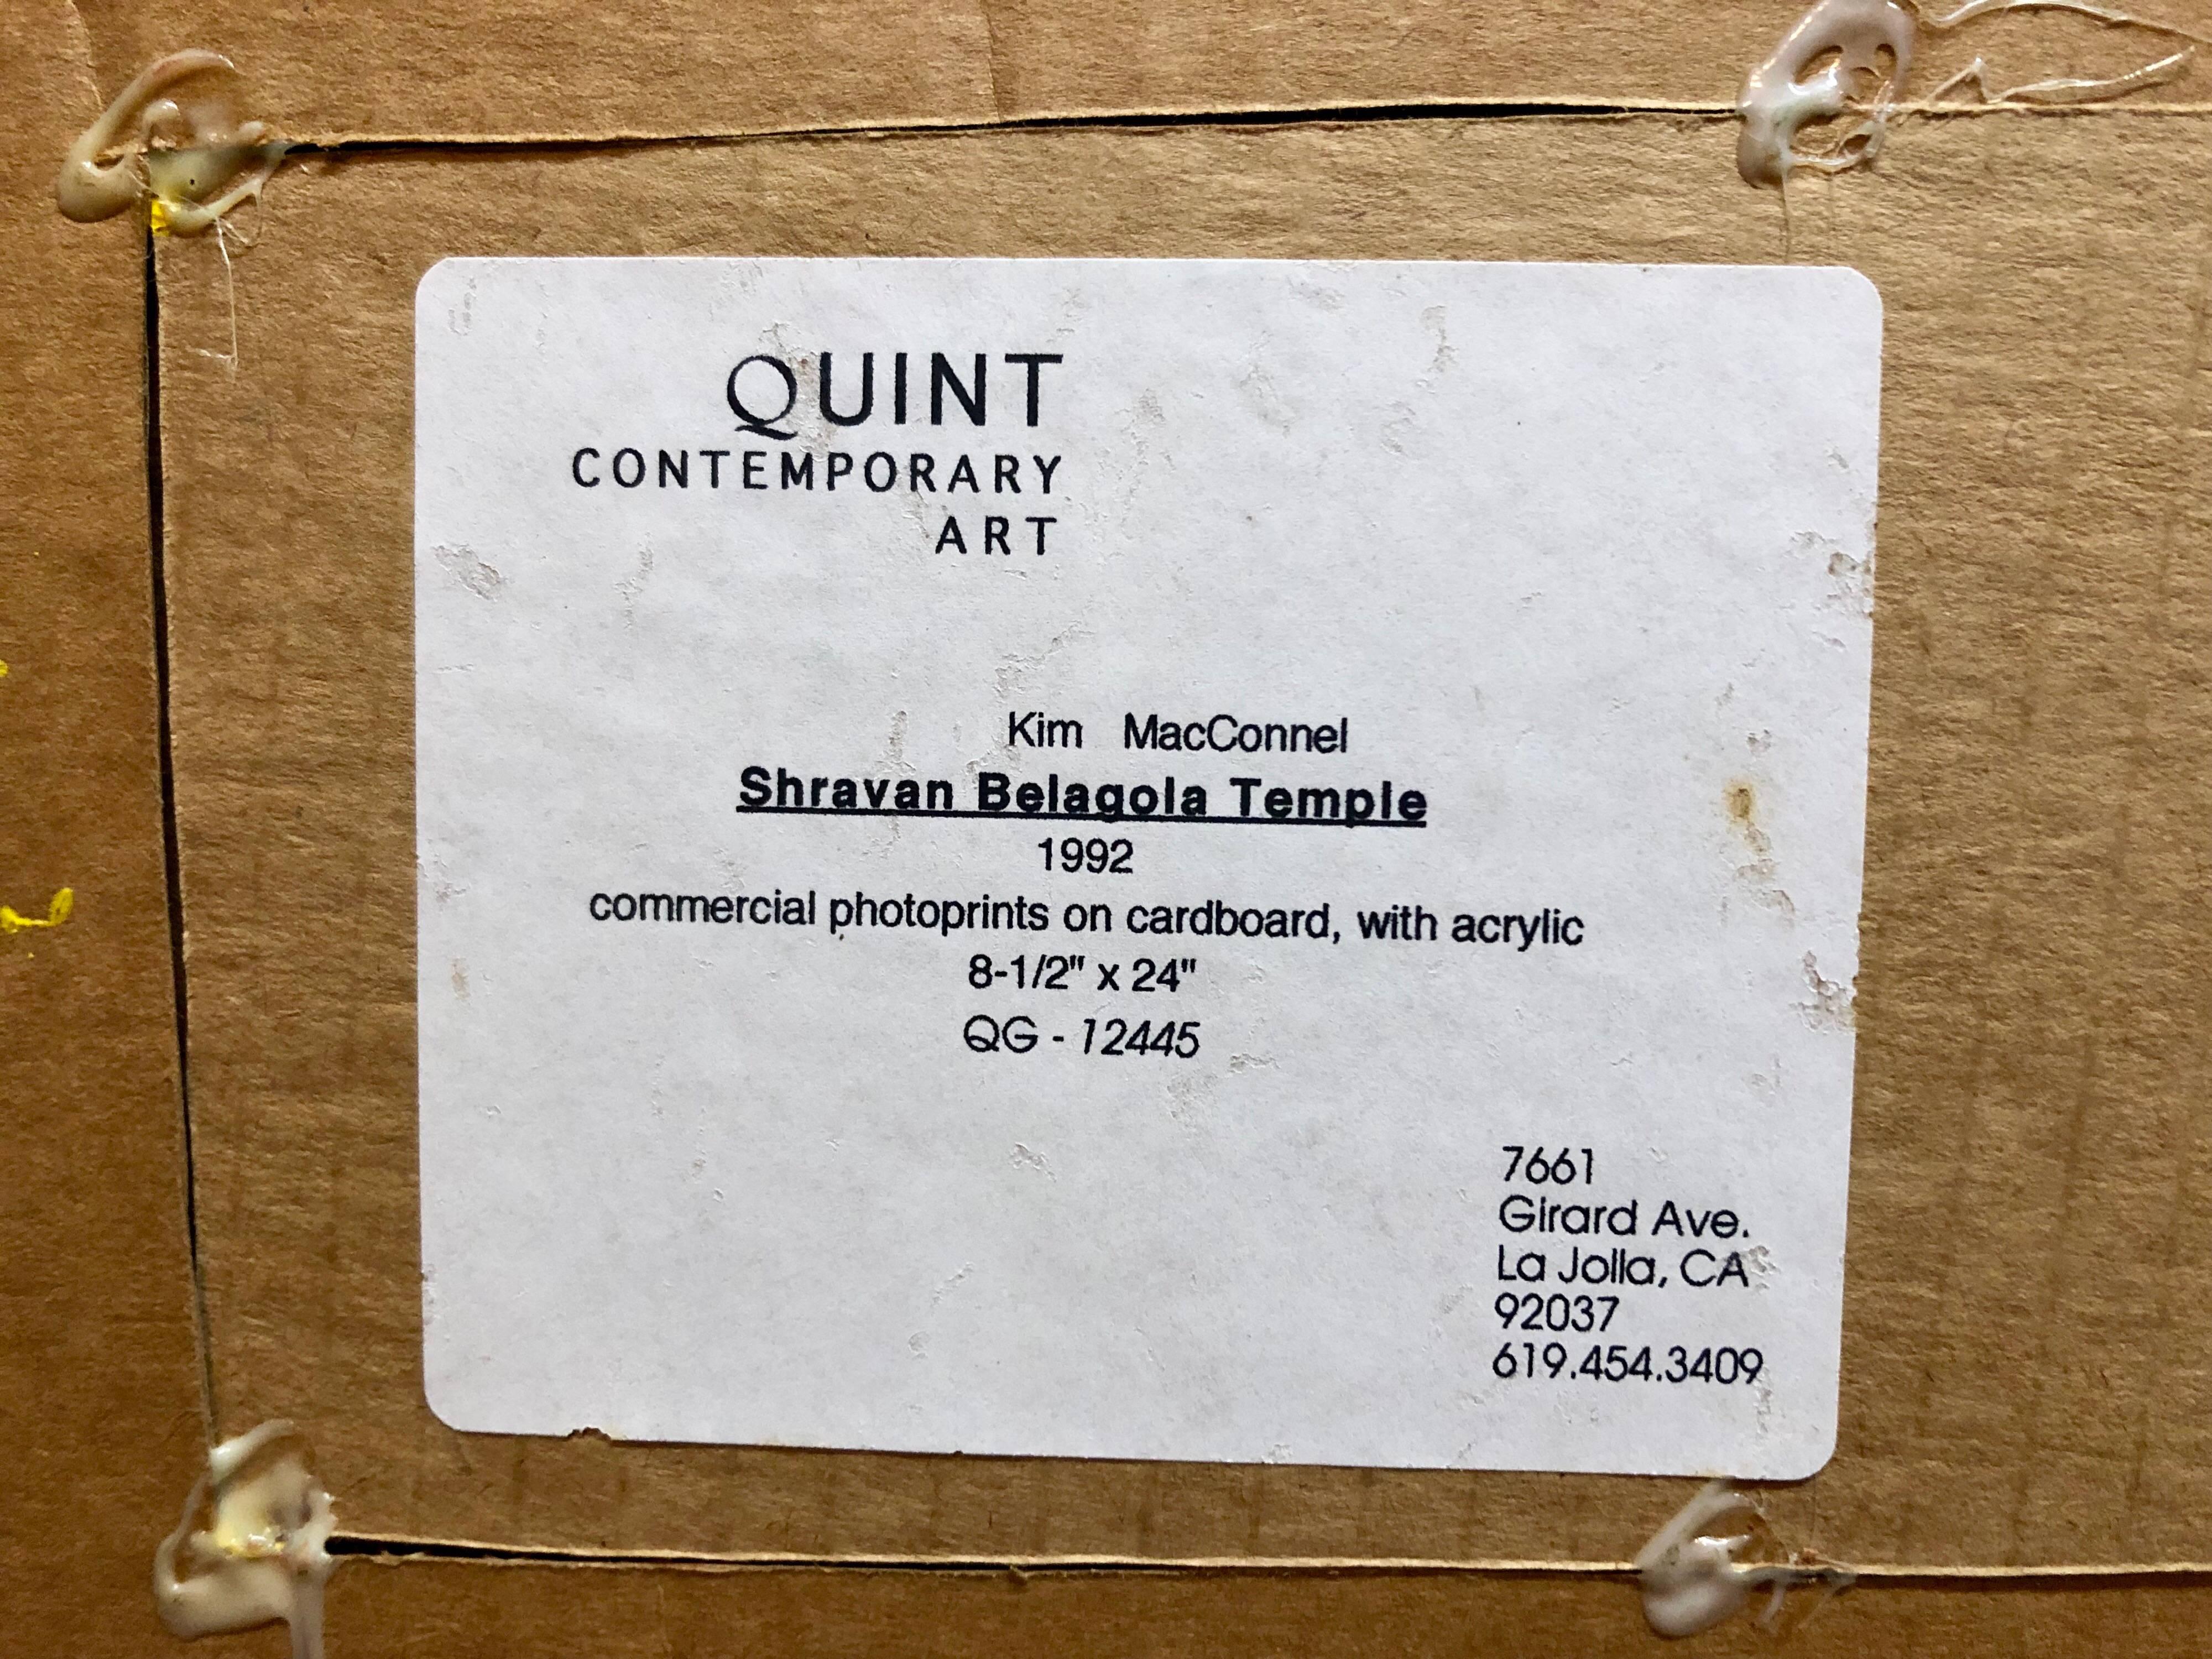 QUINT
CONTEMPORARY
ART
Kim MacConnel
Shravan Belagola Temple
1992
commercial photoprints on cardboard, with acrylic
8-1/2" x 24"
QG - 12445
7661
Girard Ave.
La Jolla, CA
92037
619.454.3409